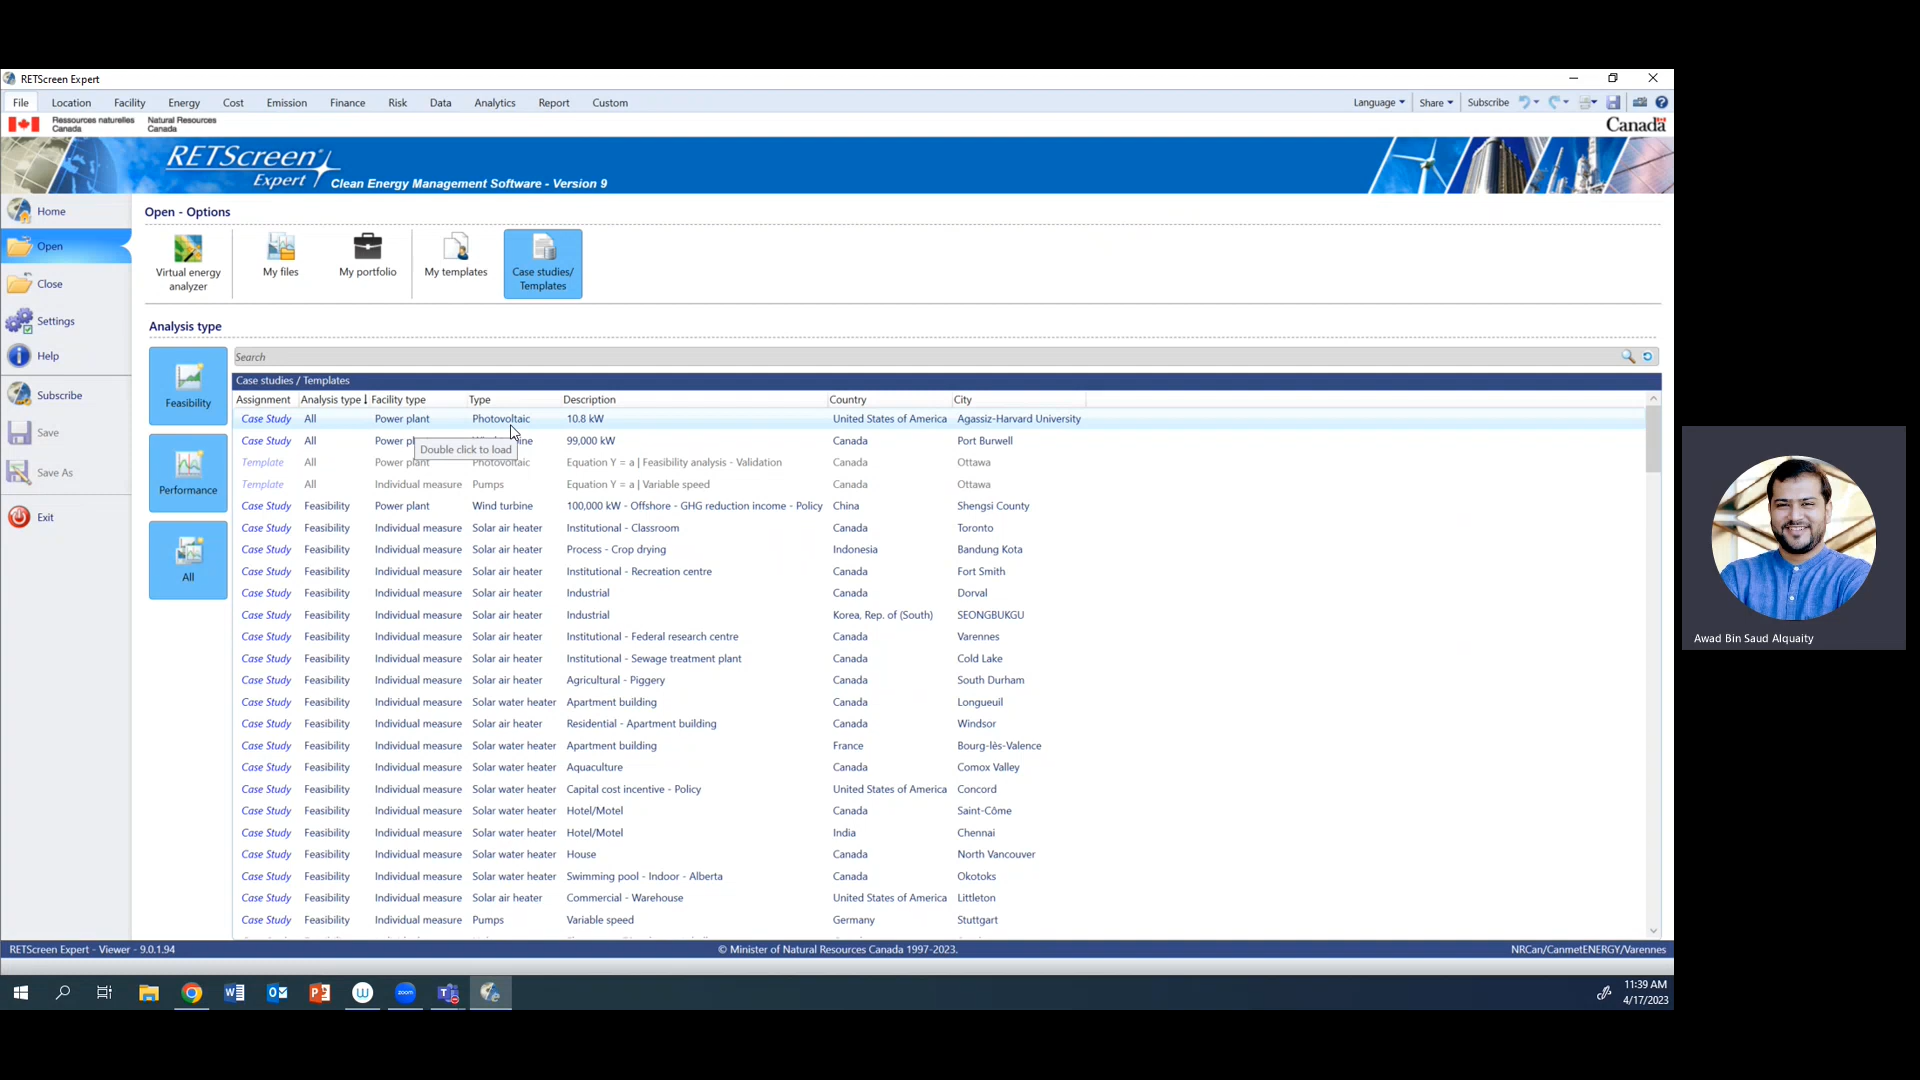 RETScreen Expert
File Location Facility Energy Cost Emission Finance Risk Data Analytics Report Custom Language Share Subscribe
Ressources naturelles Canada Natural Resources Canada Canada
RETScreen Expert Clean Energy Management Software - Version 9
Home
Open
Close
Settings
Help
Subscribe
Save
Save As
Exit
Open - Options
Virtual energy analyzer My files My portfolio My templates Case studies/ Templates
Analysis type
Feasibility
Performance
All
Search
Case studies / Templates
Assignment Analysis type Facility type Type Description Country City
Case Study All Power plant Photovoltaic 10.8 kW United States of America Agassiz-Harvard University
Case Study All Power 99,000 kW Canada Port Burwell
Double click to load
Template All Power plant Photovoltaic Equation Y = a | Feasibility analysis - Validation Canada Ottawa
Template All Individual measure Pumps Equation Y = a | Variable speed Canada Ottawa
Case Study Feasibility Power plant Wind turbine 100,000 kW - Offshore - GHG reduction income - Policy China Shengsi County
Case Study Feasibility Individual measure Solar air heater Institutional - Classroom Canada Toronto
Case Study Feasibility Individual measure Solar air heater Process - Crop drying Indonesia Bandung Kota
Case Study Feasibility Individual measure Solar air heater Institutional - Recreation centre Canada Fort Smith
Case Study Feasibility Individual measure Solar air heater Industrial Canada Dorval
Case Study Feasibility Individual measure Solar air heater Industrial Korea, Rep. of (South) SEONGBUKGU
Case Study Feasibility Individual measure Solar air heater Institutional - Federal research centre Canada Varennes
Case Study Feasibility Individual measure Solar air heater Institutional - Sewage treatment plant Canada Cold Lake
Case Study Feasibility Individual measure Solar air heater Agricultural - Piggery Canada South Durham
Case Study Feasibility Individual measure Solar water heater Apartment building Canada Longueuil
Case Study Feasibility Individual measure Solar air heater Residential - Apartment building Canada Windsor
Case Study Feasibility Individual measure Solar water heater Apartment building France Bourg-lès-Valence
Case Study Feasibility Individual measure Solar water heater Aquaculture Canada Comox Valley
Case Study Feasibility Individual measure Solar water heater Capital cost incentive - Policy United States of America Concord
Case Study Feasibility Individual measure Solar water heater Hotel/Motel Canada Saint-Côme
Case Study Feasibility Individual measure Solar water heater Hotel/Motel India Chennai
Case Study Feasibility Individual measure Solar water heater House Canada North Vancouver
Case Study Feasibility Individual measure Solar water heater Swimming pool - Indoor - Alberta Canada Okotoks
Case Study Feasibility Individual measure Solar air heater Commercial - Warehouse United States of America Littleton
Case Study Feasibility Individual measure Pumps Variable speed Germany Stuttgart
RETScreen Expert - Viewer - 9.0.1.94 © Minister of Natural Resources Canada 1997-2023. NRCan/CanmetENERGY/Varennes
11:39 AM
4/17/2023
Awad Bin Saud Alquaity